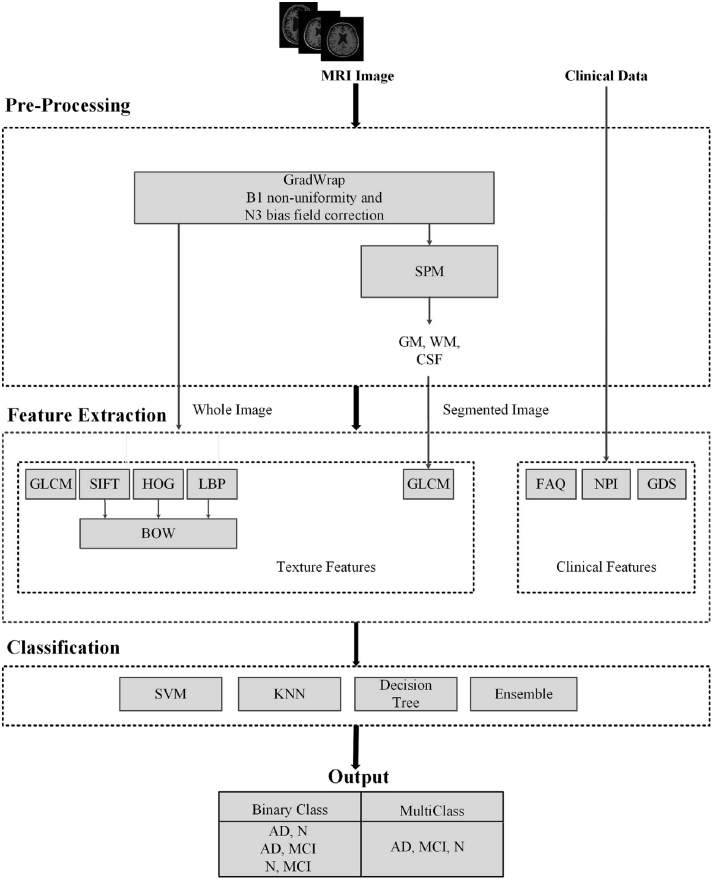 MRI Image
Clinical Data
Pre-Processing
GradWrap
B1 non-uniformity and
N3 bias field correction
SPM
GM, WM,
CSF
Feature Extraction
Whole Image
Segmented Image
GLCM
SIFT
HOG
LBP
GLCM
FAQ
NPI
GDS
BOW
Texture Features
Clinical Features
Classification
SVM
KNN
Decision
Tree
Ensemble
Output
Binary Class
MultiClass
AD, N
AD, MCI
N, MCI
AD, MCI, N